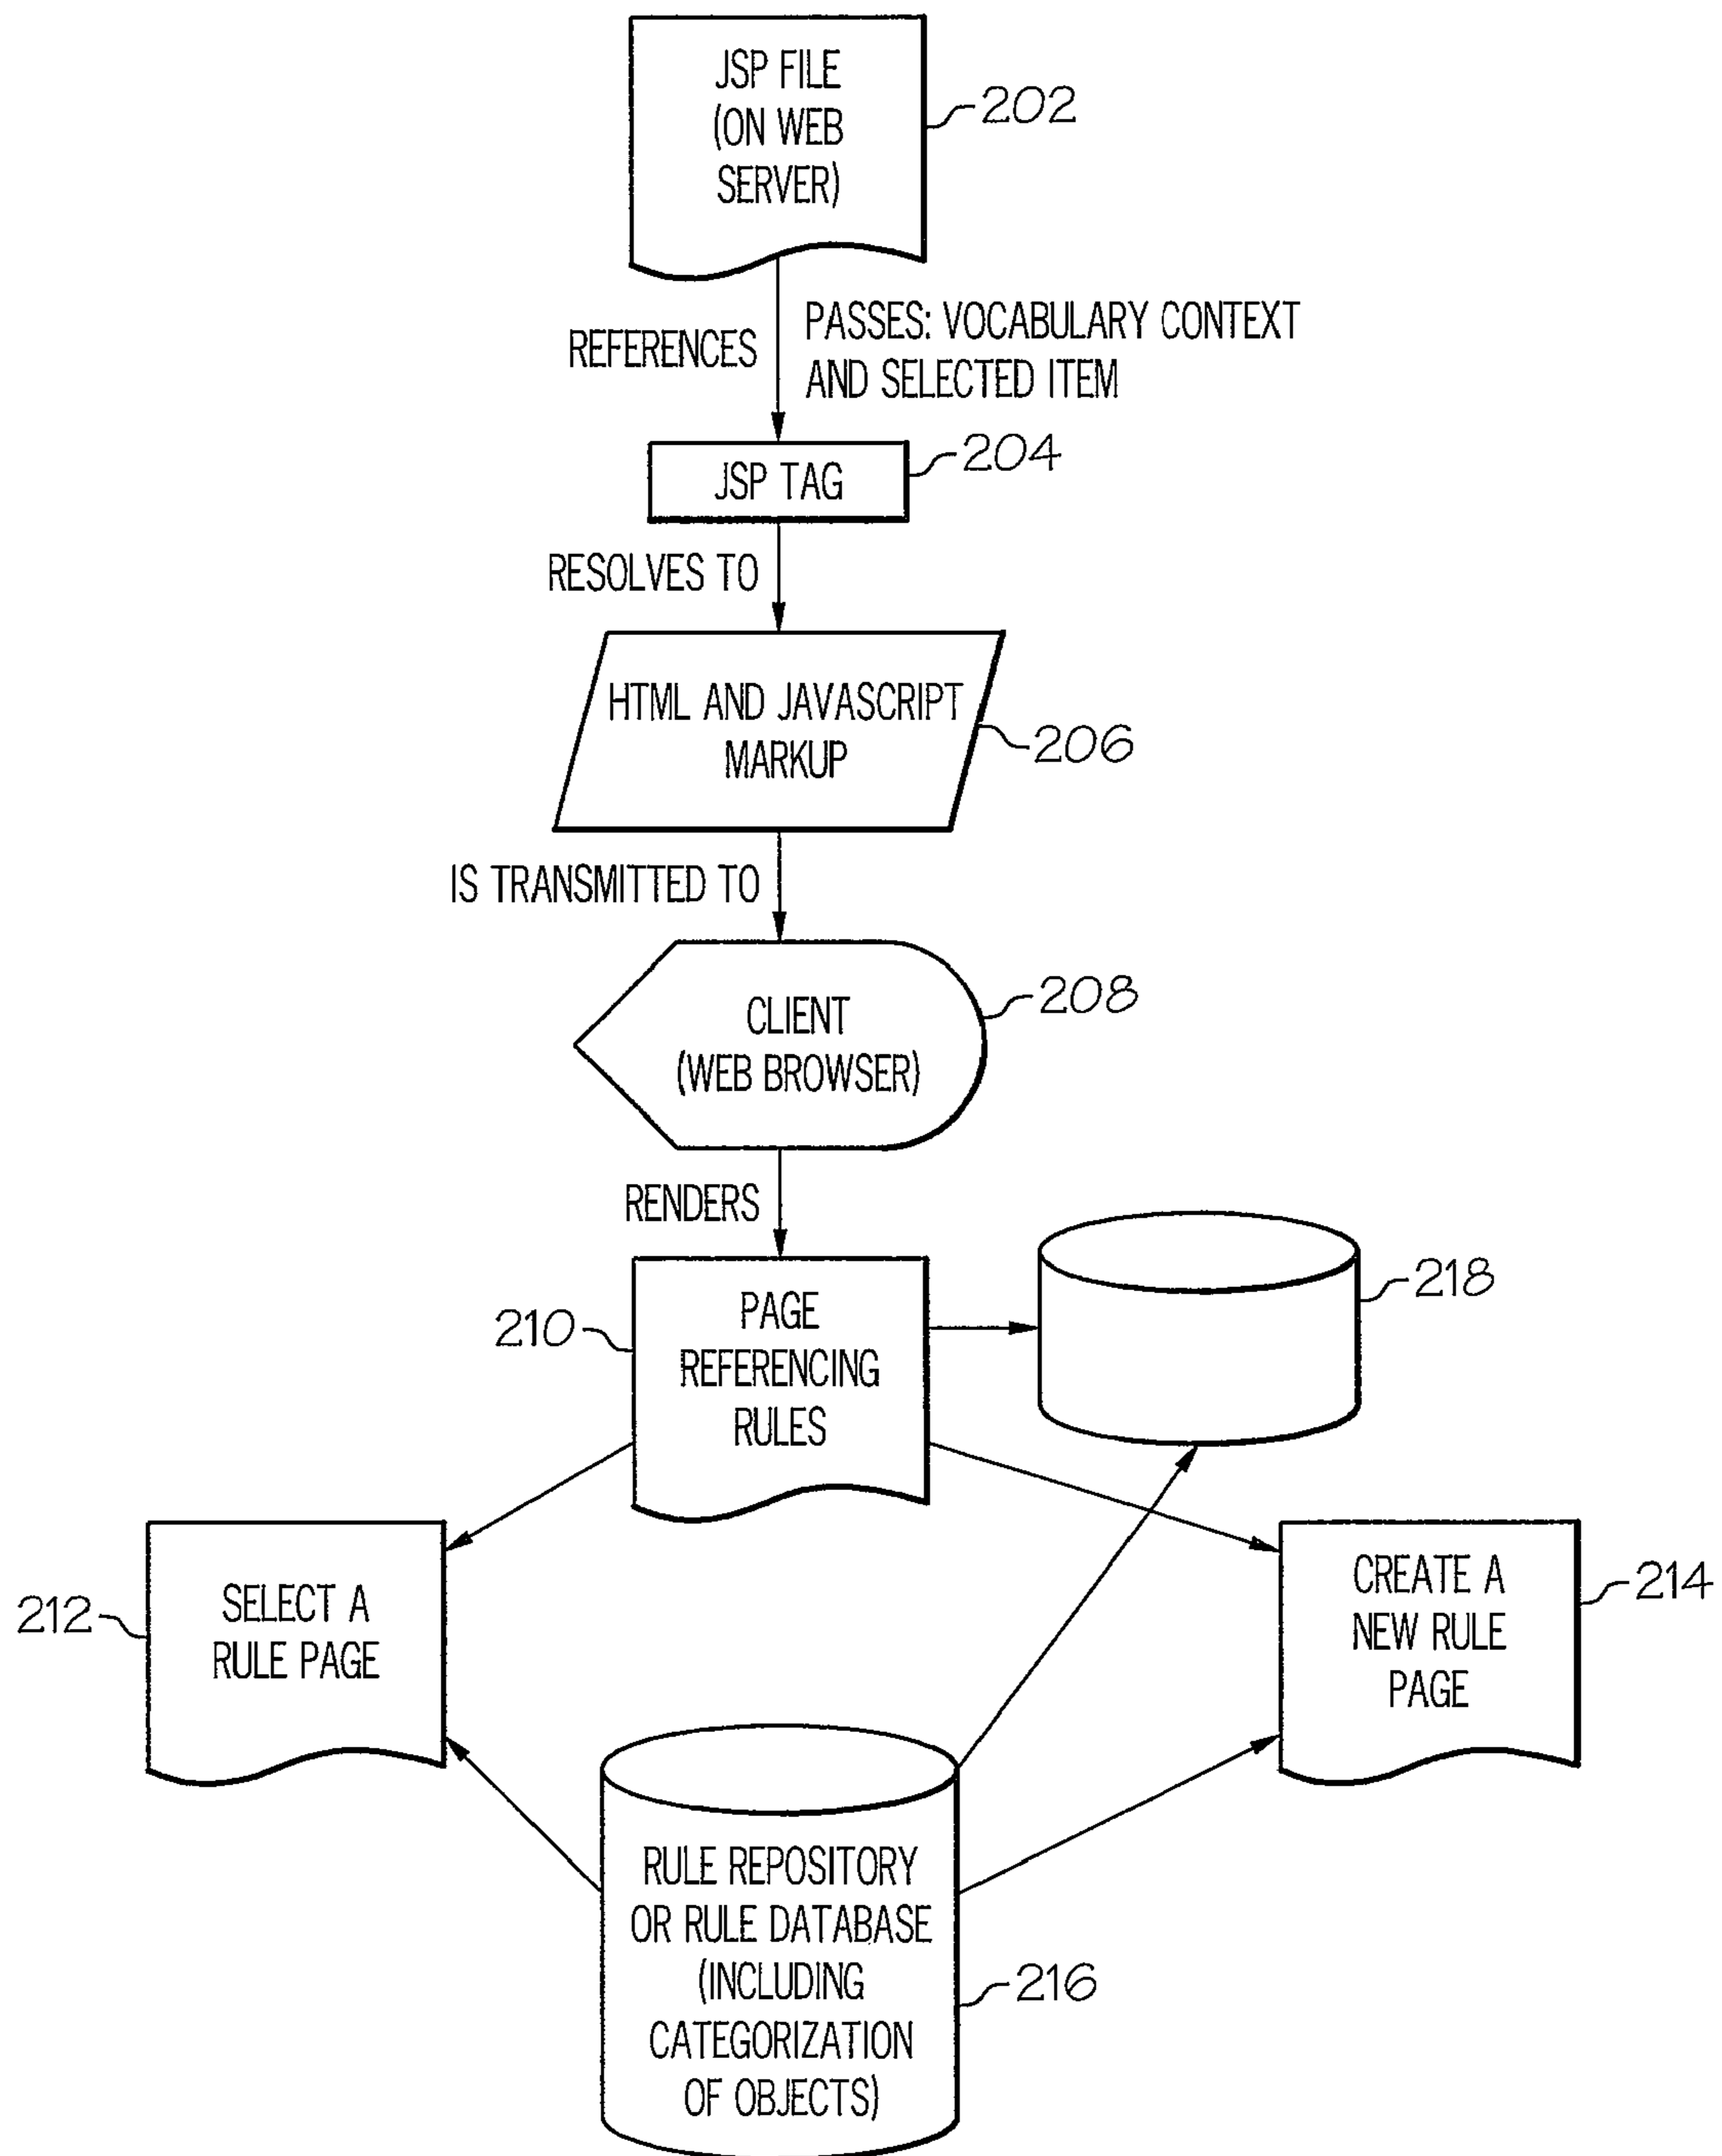 JSP FILE
(ON WEB
SERVER)
202
REFERENCES
PASSES: VOCABULARY CONTEXT
AND SELECTED ITEM
JSP TAG
204
RESOLVES TO
HTML AND JAVASCRIPT
MARKUP
206
IS TRANSMITTED TO
CLIENT
(WEB BROWSER)
208
RENDERS
210
PAGE
REFERENCING
RULES
218
212
SELECT A
RULE PAGE
CREATE A
NEW RULE
PAGE
214
RULE REPOSITORY
OR RULE DATABASE
(INCLUDING
CATEGORIZATION
OF OBJECTS)
216